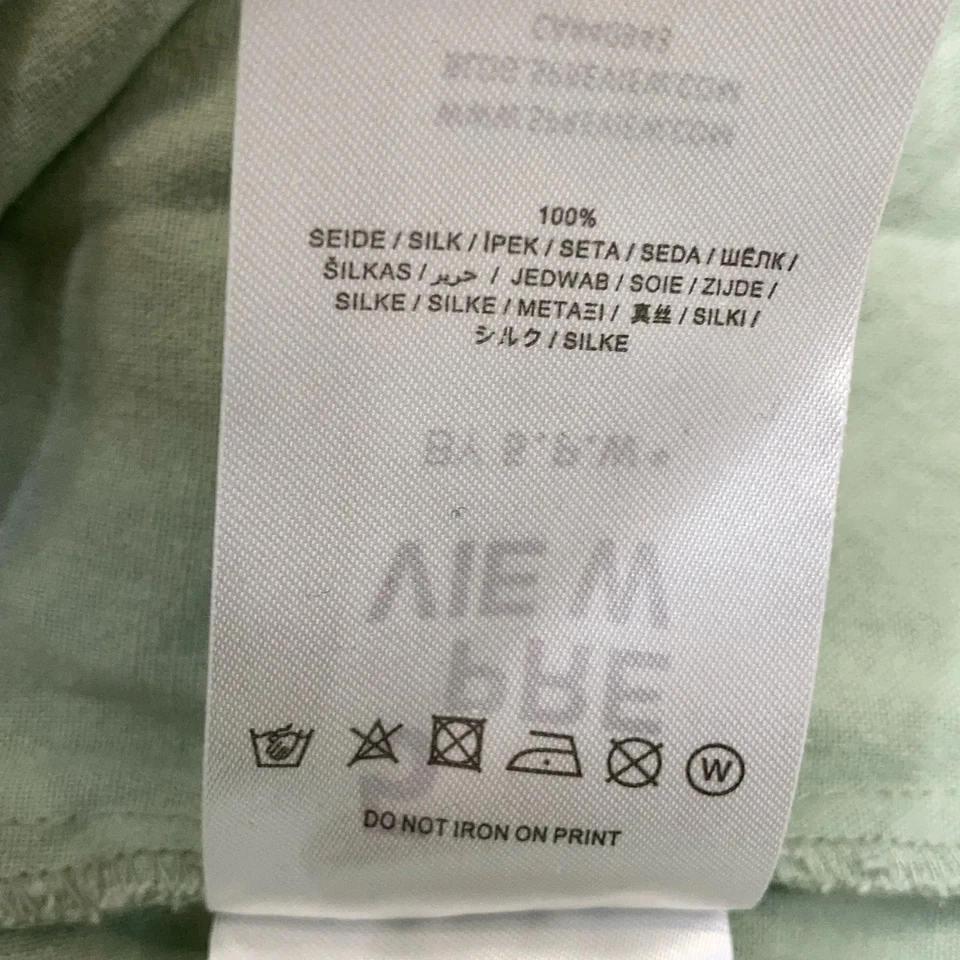 100%
SEIDE / SILK / İPEK / SETA / SEDA / ШЁЛК /
ŠILKAS / حرير / JEDWAB / SOIE / ZIJDE /
SILKE / SILKE / ΜΕΤΑΞΙ / 真丝 / SILKI /
シルク / SILKE
W
DO NOT IRON ON PRINT